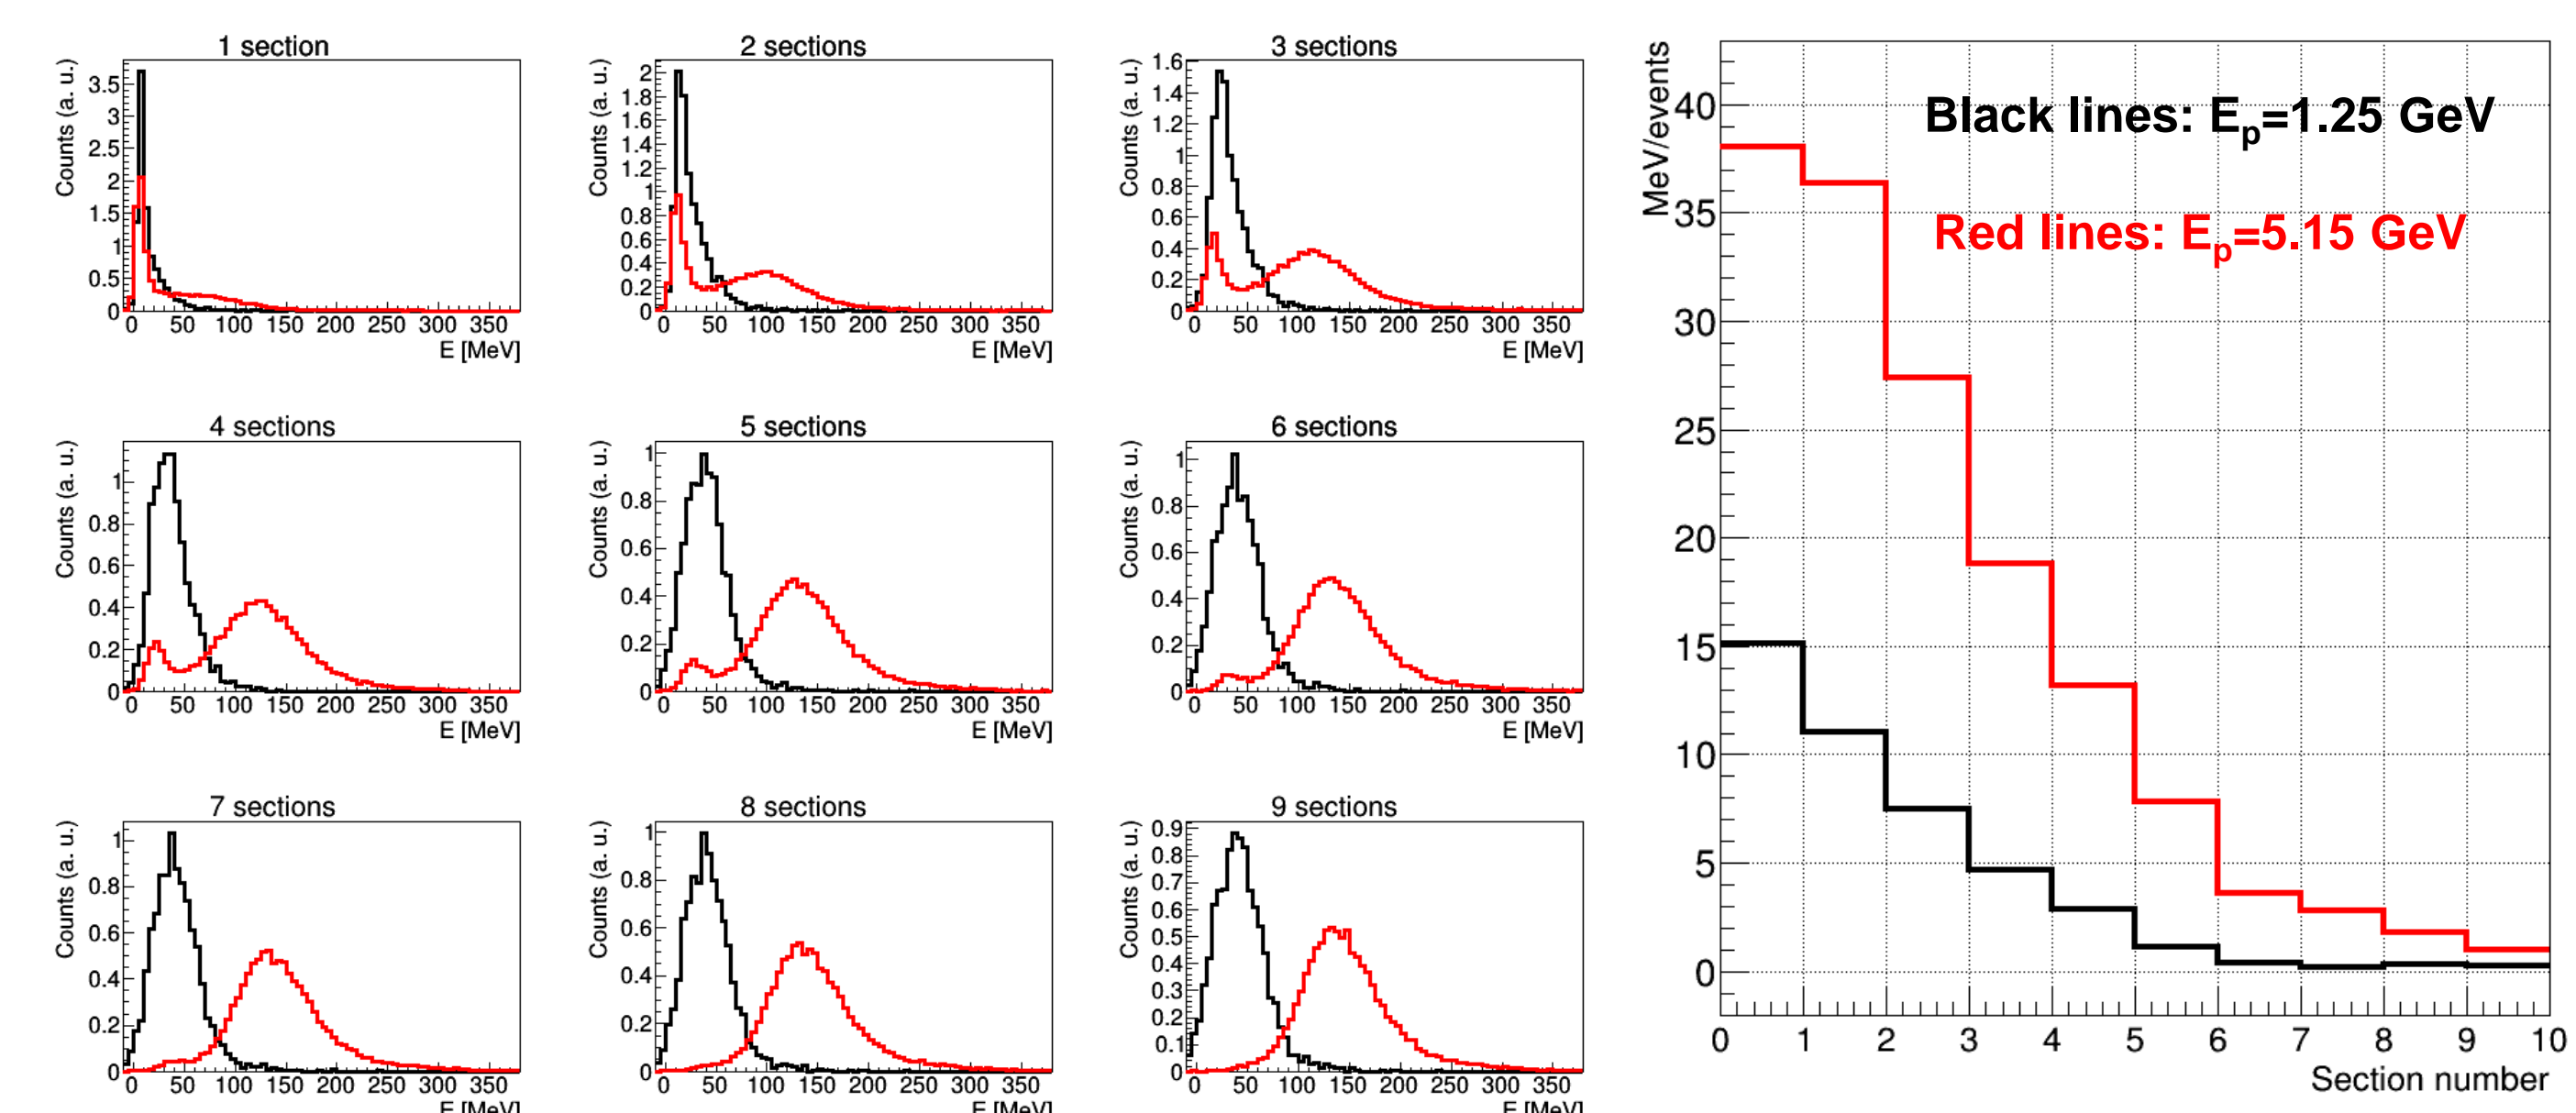 1 section
Counts (a. u.)
3.5
3
2.5
2
1.5
1
0.5
0
0 50 100 150 200 250 300 350
E [MeV]
2 sections
Counts (a. u.)
2
1.8
1.6
1.4
1.2
1
0.8
0.6
0.4
0.2
0
0 50 100 150 200 250 300 350
E [MeV]
3 sections
Counts (a. u.)
1.6
1.4
1.2
1
0.8
0.6
0.4
0.2
0
0 50 100 150 200 250 300 350
E [MeV]
4 sections
Counts (a. u.)
1
0.8
0.6
0.4
0.2
0
0 50 100 150 200 250 300 350
E [MeV]
5 sections
Counts (a. u.)
1
0.8
0.6
0.4
0.2
0
0 50 100 150 200 250 300 350
E [MeV]
6 sections
Counts (a. u.)
1
0.8
0.6
0.4
0.2
0
0 50 100 150 200 250 300 350
E [MeV]
7 sections
Counts (a. u.)
1
0.8
0.6
0.4
0.2
0
0 50 100 150 200 250 300 350
E [MeV]
8 sections
Counts (a. u.)
1
0.8
0.6
0.4
0.2
0
0 50 100 150 200 250 300 350
E [MeV]
9 sections
Counts (a. u.)
0.9
0.8
0.7
0.6
0.5
0.4
0.3
0.2
0.1
0
0 50 100 150 200 250 300 350
E [MeV]
MeV/events
40
35
30
25
20
15
10
5
0
Black lines: Ep=1.25 GeV
Red lines: Ep=5.15 GeV
0 1 2 3 4 5 6 7 8 9 10
Section number